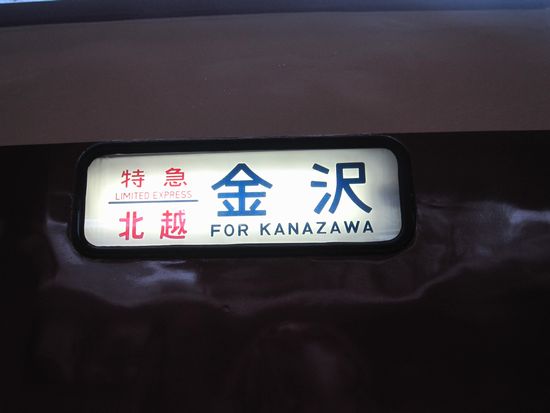 特急
LIMITED EXPRESS
北越
金沢
FOR KANAZAWA